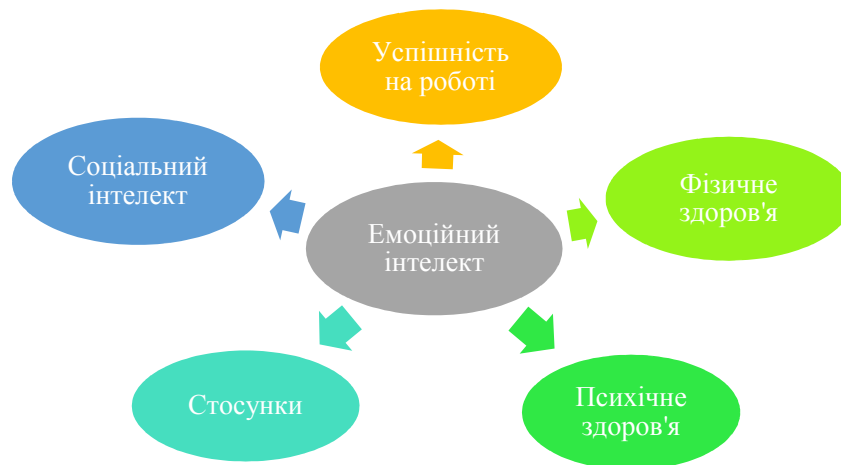 Успішність
на роботі
Соціальний
інтелект
Фізичне
здоров'я
Емоційний
інтелект
Стосунки
Психічне
здоров'я